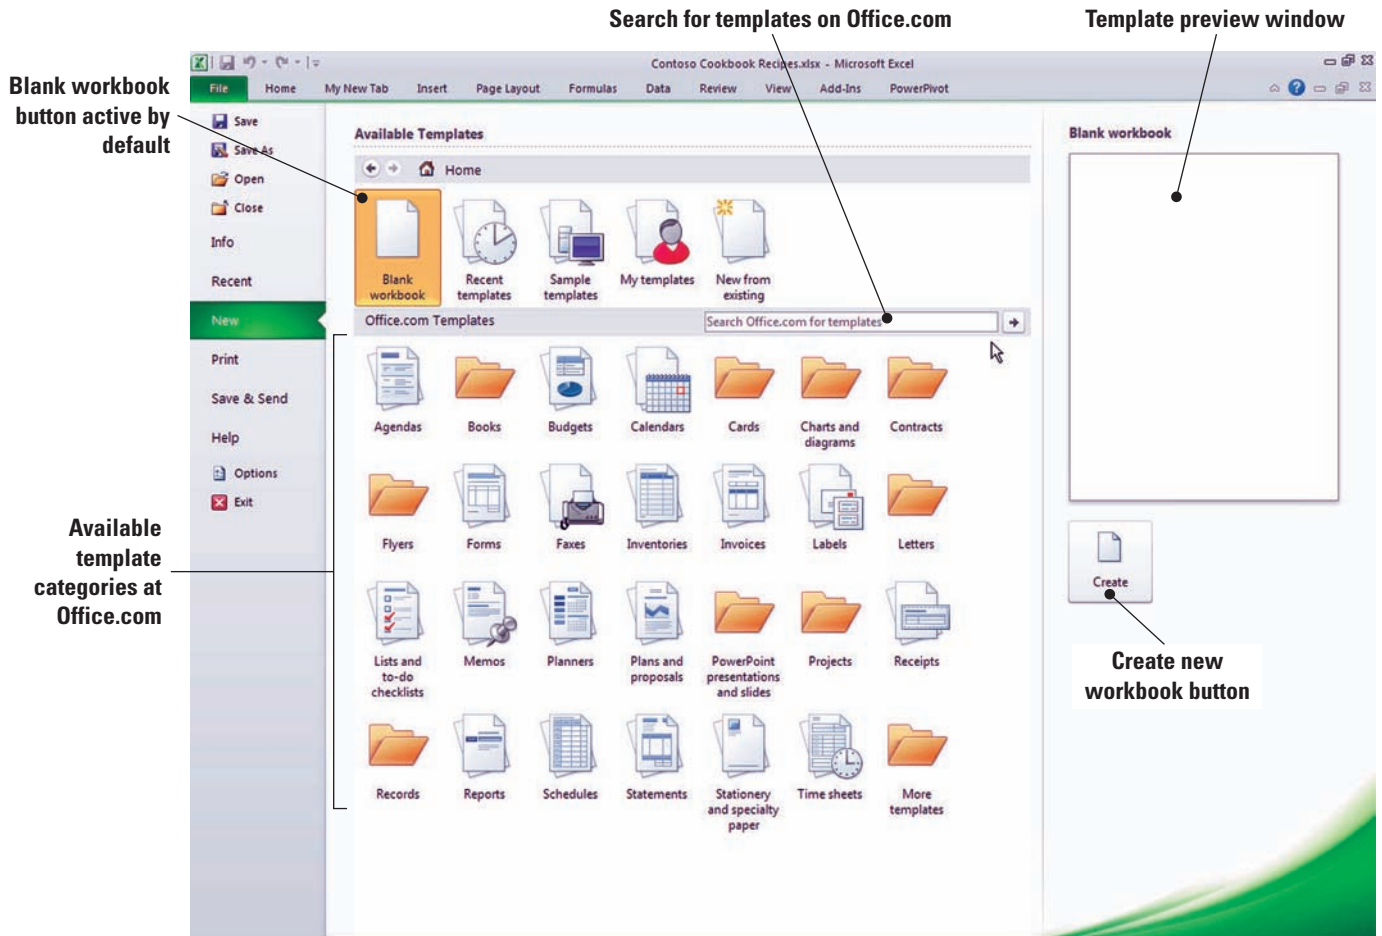 Search for templates on Office.com
Template preview window
Contoso Cookbook Recipes.xlsx - Microsoft Excel
File Home My New Tab Insert Page Layout Formulas Data Review View Add-Ins PowerPivot
Blank workbook
button active by
default
Save
Save As
Open
Close
Info
Recent
New
Print
Save & Send
Help
Options
Exit
Available Templates
Home
Blank
workbook
Recent
templates
Sample
templates
My templates
New from
existing
Office.com Templates
Search Office.com for templates
Agendas
Books
Budgets
Calendars
Cards
Charts and
diagrams
Contracts
Flyers
Forms
Faxes
Inventories
Invoices
Labels
Letters
Lists and
to-do
checklists
Memos
Planners
Plans and
proposals
PowerPoint
presentations
and slides
Projects
Receipts
Records
Reports
Schedules
Statements
Stationery
and specialty
paper
Time sheets
More
templates
Blank workbook
Create
Create new
workbook button
Available
template
categories at
Office.com